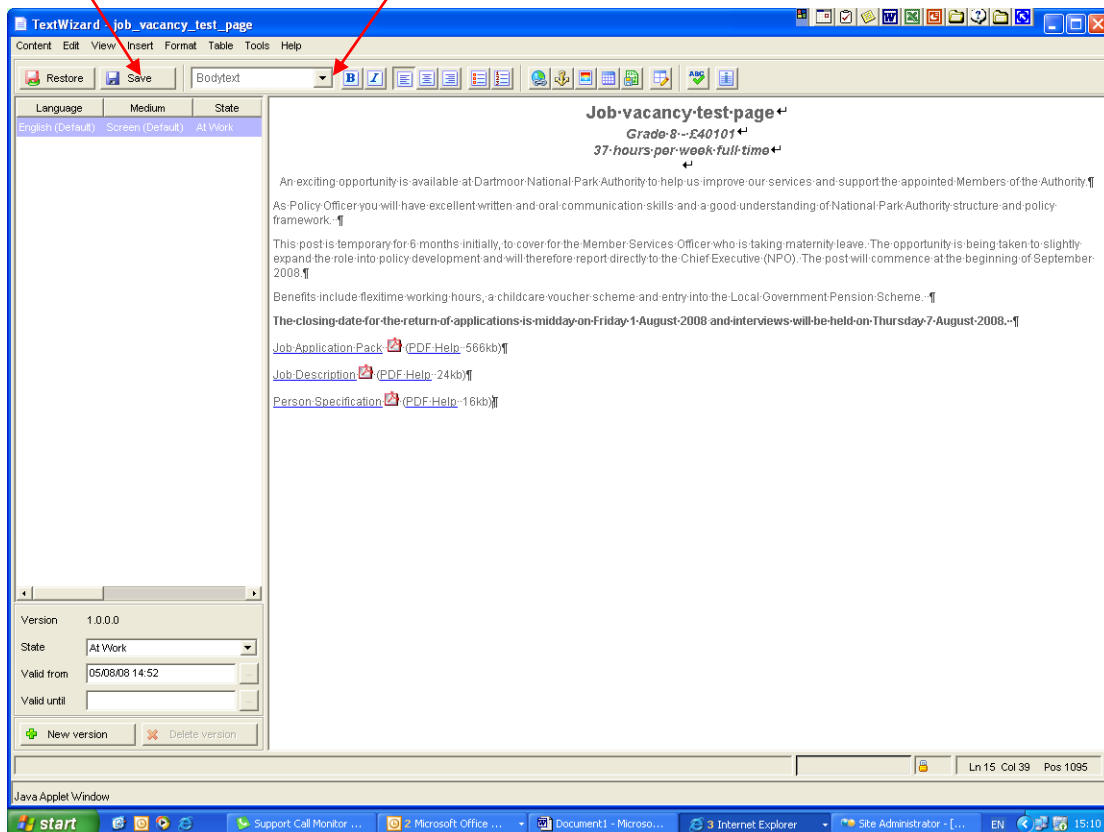 TextWizard - job_vacancy_test_page
Content Edit View Insert Format Table Tools Help
Restore Save Bodytext B I ABC
Language Medium State
English (Default) Screen (Default) At Work
Job·vacancy·test·page
Grade·8·-·£40101
37·hours·per·week·full·time
An·exciting·opportunity·is·available·at·Dartmoor·National·Park·Authority·to·help·us·improve·our·services·and·support·the·appointed·Members·of·the·Authority.¶
As·Policy·Officer·you·will·have·excellent·written·and·oral·communication·skills·and·a·good·understanding·of·National·Park·Authority·structure·and·policy·
framework.··¶
This·post·is·temporary·for·6·months·initially,·to·cover·for·the·Member·Services·Officer·who·is·taking·maternity·leave.·The·opportunity·is·being·taken·to·slightly·
expand·the·role·into·policy·development·and·will·therefore·report·directly·to·the·Chief·Executive·(NPO).·The·post·will·commence·at·the·beginning·of·September·
2008.¶
Benefits·include·flexitime·working·hours,·a·childcare·voucher·scheme·and·entry·into·the·Local·Government·Pension·Scheme.··¶
The·closing·date·for·the·return·of·applications·is·midday·on·Friday·1·August·2008·and·interviews·will·be·held·on·Thursday·7·August·2008.··¶
Job·Application·Pack·(PDF·Help··566kb)¶
Job·Description·(PDF·Help··24kb)¶
Person·Specification·(PDF·Help··16kb)¶
Version 1.0.0.0
State At Work
Valid from 05/08/08 14:52
Valid until
New version Delete version
Ln 15 Col 39 Pos 1095
Java Applet Window
start Support Call Monitor ... 2 Microsoft Office ... Document1 - Microso... 3 Internet Explorer Site Administrator - [... EN 15:10